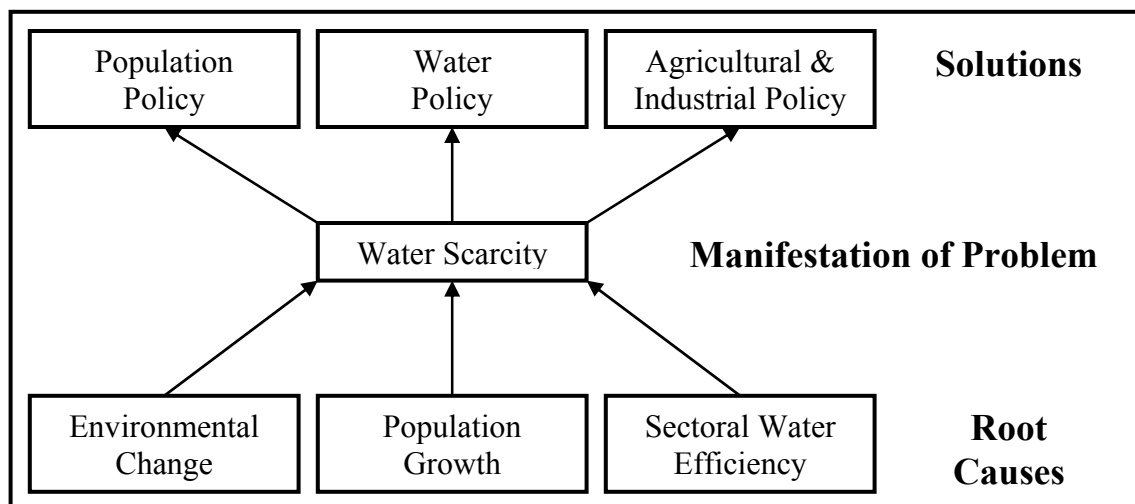 Population
Policy
Water
Policy
Agricultural &
Industrial Policy
Solutions
Water Scarcity
Manifestation of Problem
Environmental
Change
Population
Growth
Sectoral Water
Efficiency
Root
Causes